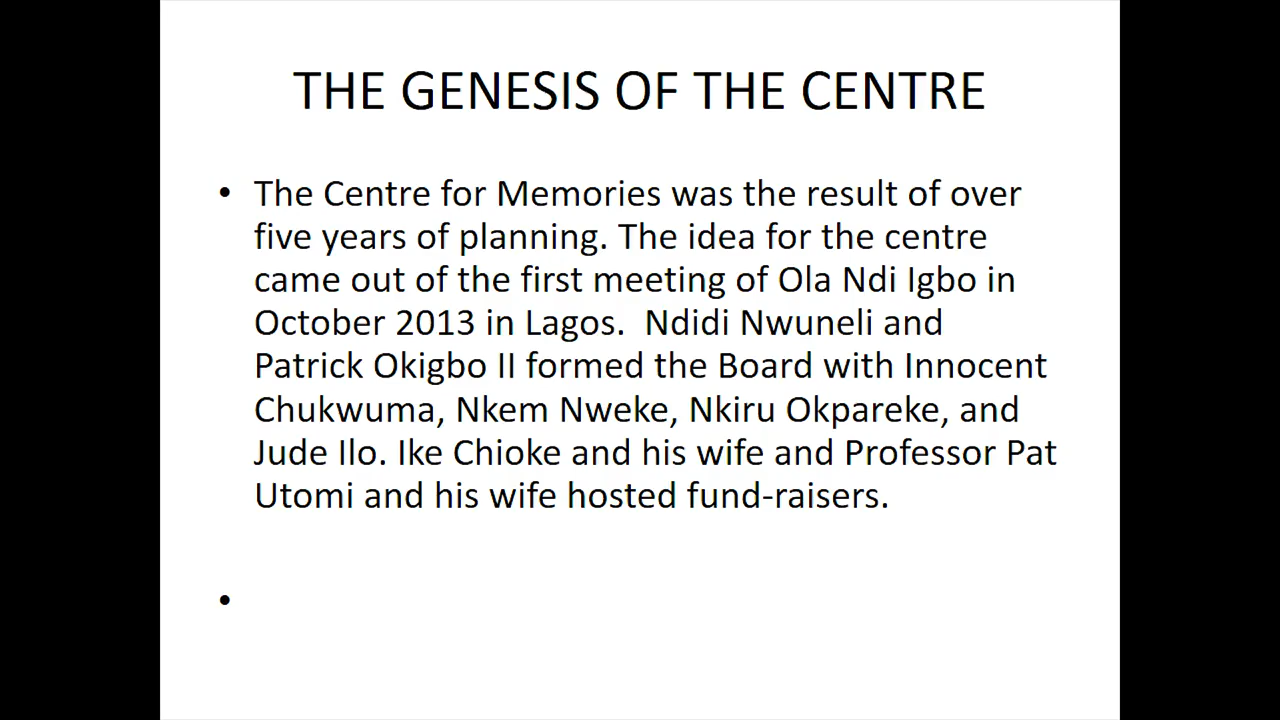 THE GENESIS OF THE CENTRE
• The Centre for Memories was the result of over
five years of planning. The idea for the centre
came out of the first meeting of Ola Ndi Igbo in
October 2013 in Lagos.  Ndidi Nwuneli and
Patrick Okigbo II formed the Board with Innocent
Chukwuma, Nkem Nweke, Nkiru Okpareke, and
Jude Ilo. Ike Chioke and his wife and Professor Pat
Utomi and his wife hosted fund-raisers.
•